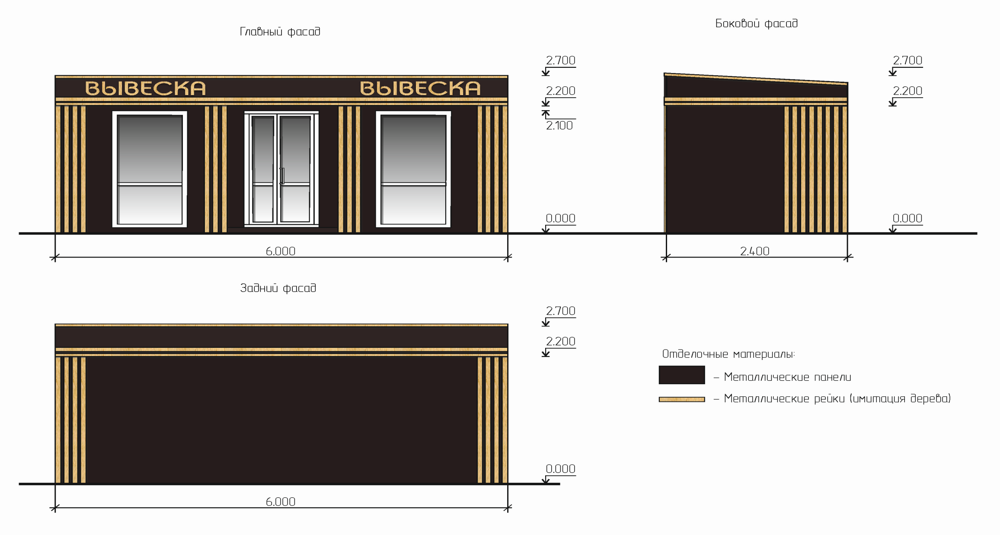 Главный фасад
Боковой фасад
2.700
2.700
ВЫВЕСКА ВЫВЕСКА
2.200
2.200
2.100
0.000
0.000
6.000
2.400
Задний фасад
2.700
2.200
Отделочные материалы:
– Металлические панели
– Металлические рейки (имитация дерева)
0.000
6.000